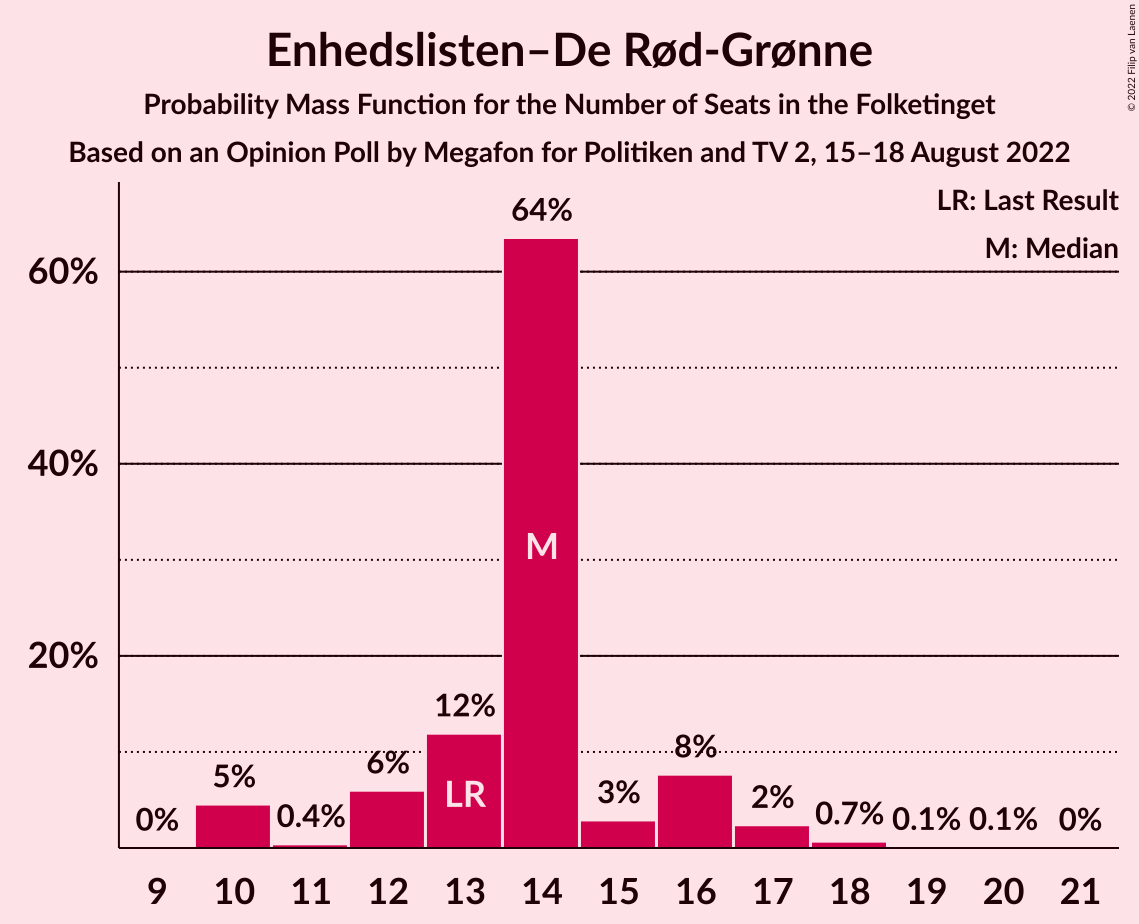 Enhedslisten–De Rød-Grønne
Probability Mass Function for the Number of Seats in the Folketinget
Based on an Opinion Poll by Megafon for Politiken and TV 2, 15–18 August 2022
© 2022 Filip van Laenen
LR: Last Result
M: Median
60%
40%
20%
0%
5%
0.4%
6%
12%
64%
3%
8%
2%
0.7%
0.1%
0.1%
0%
LR
M
9 10 11 12 13 14 15 16 17 18 19 20 21